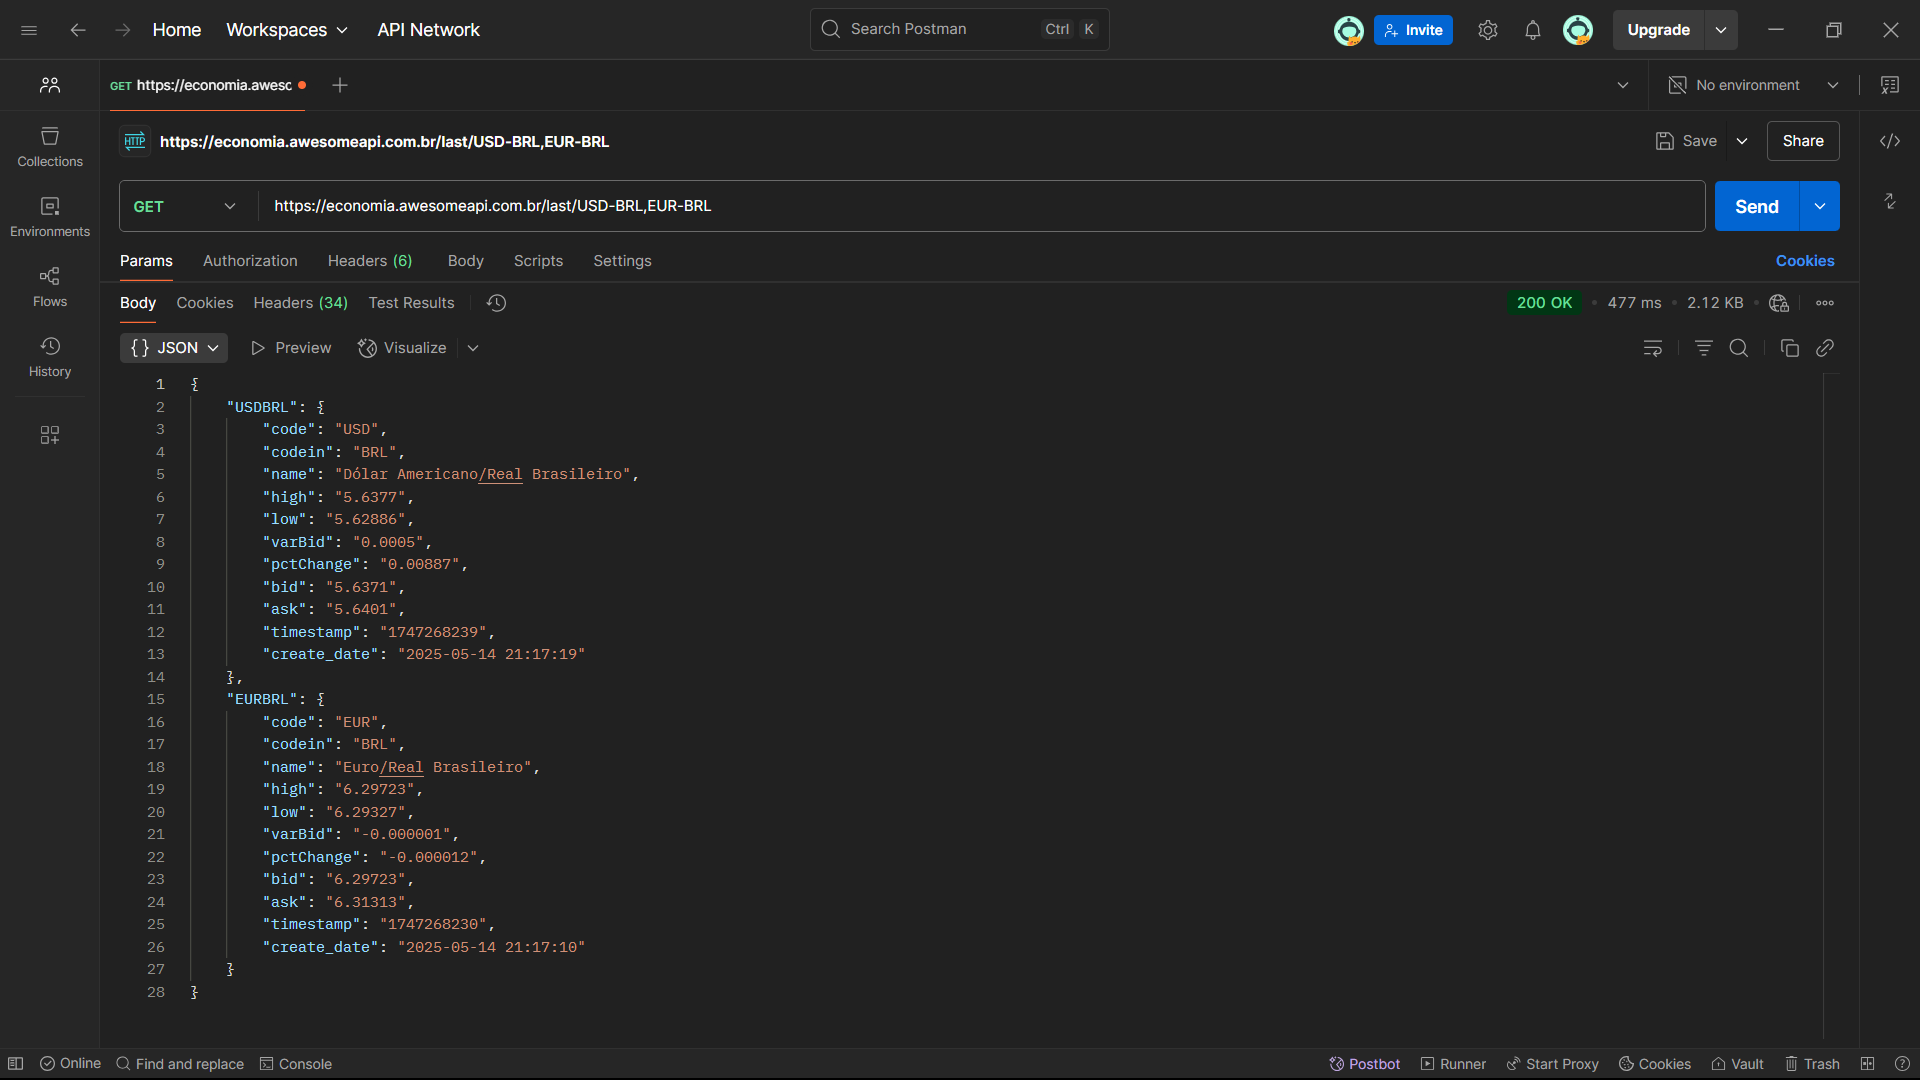 Home Workspaces API Network Search Postman Ctrl K Invite Upgrade
GET https://economia.aweso No environment
HTTP https://economia.awesomeapi.com.br/last/USD-BRL,EUR-BRL Save Share
GET https://economia.awesomeapi.com.br/last/USD-BRL,EUR-BRL Send
Collections
Environments
Flows
History
Params Authorization Headers (6) Body Scripts Settings Cookies
Body Cookies Headers (34) Test Results 200 OK 477 ms 2.12 KB
{} JSON Preview Visualize
1 {
2 "USDBRL": {
3 "code": "USD",
4 "codein": "BRL",
5 "name": "Dólar Americano/Real Brasileiro",
6 "high": "5.6377",
7 "low": "5.62886",
8 "varBid": "0.0005",
9 "pctChange": "0.00887",
10 "bid": "5.6371",
11 "ask": "5.6401",
12 "timestamp": "1747268239",
13 "create_date": "2025-05-14 21:17:19"
14 },
15 "EURBRL": {
16 "code": "EUR",
17 "codein": "BRL",
18 "name": "Euro/Real Brasileiro",
19 "high": "6.29723",
20 "low": "6.29327",
21 "varBid": "-0.000001",
22 "pctChange": "-0.000012",
23 "bid": "6.29723",
24 "ask": "6.31313",
25 "timestamp": "1747268230",
26 "create_date": "2025-05-14 21:17:10"
27 }
28 }
Online Find and replace Console Postbot Runner Start Proxy Cookies Vault Trash